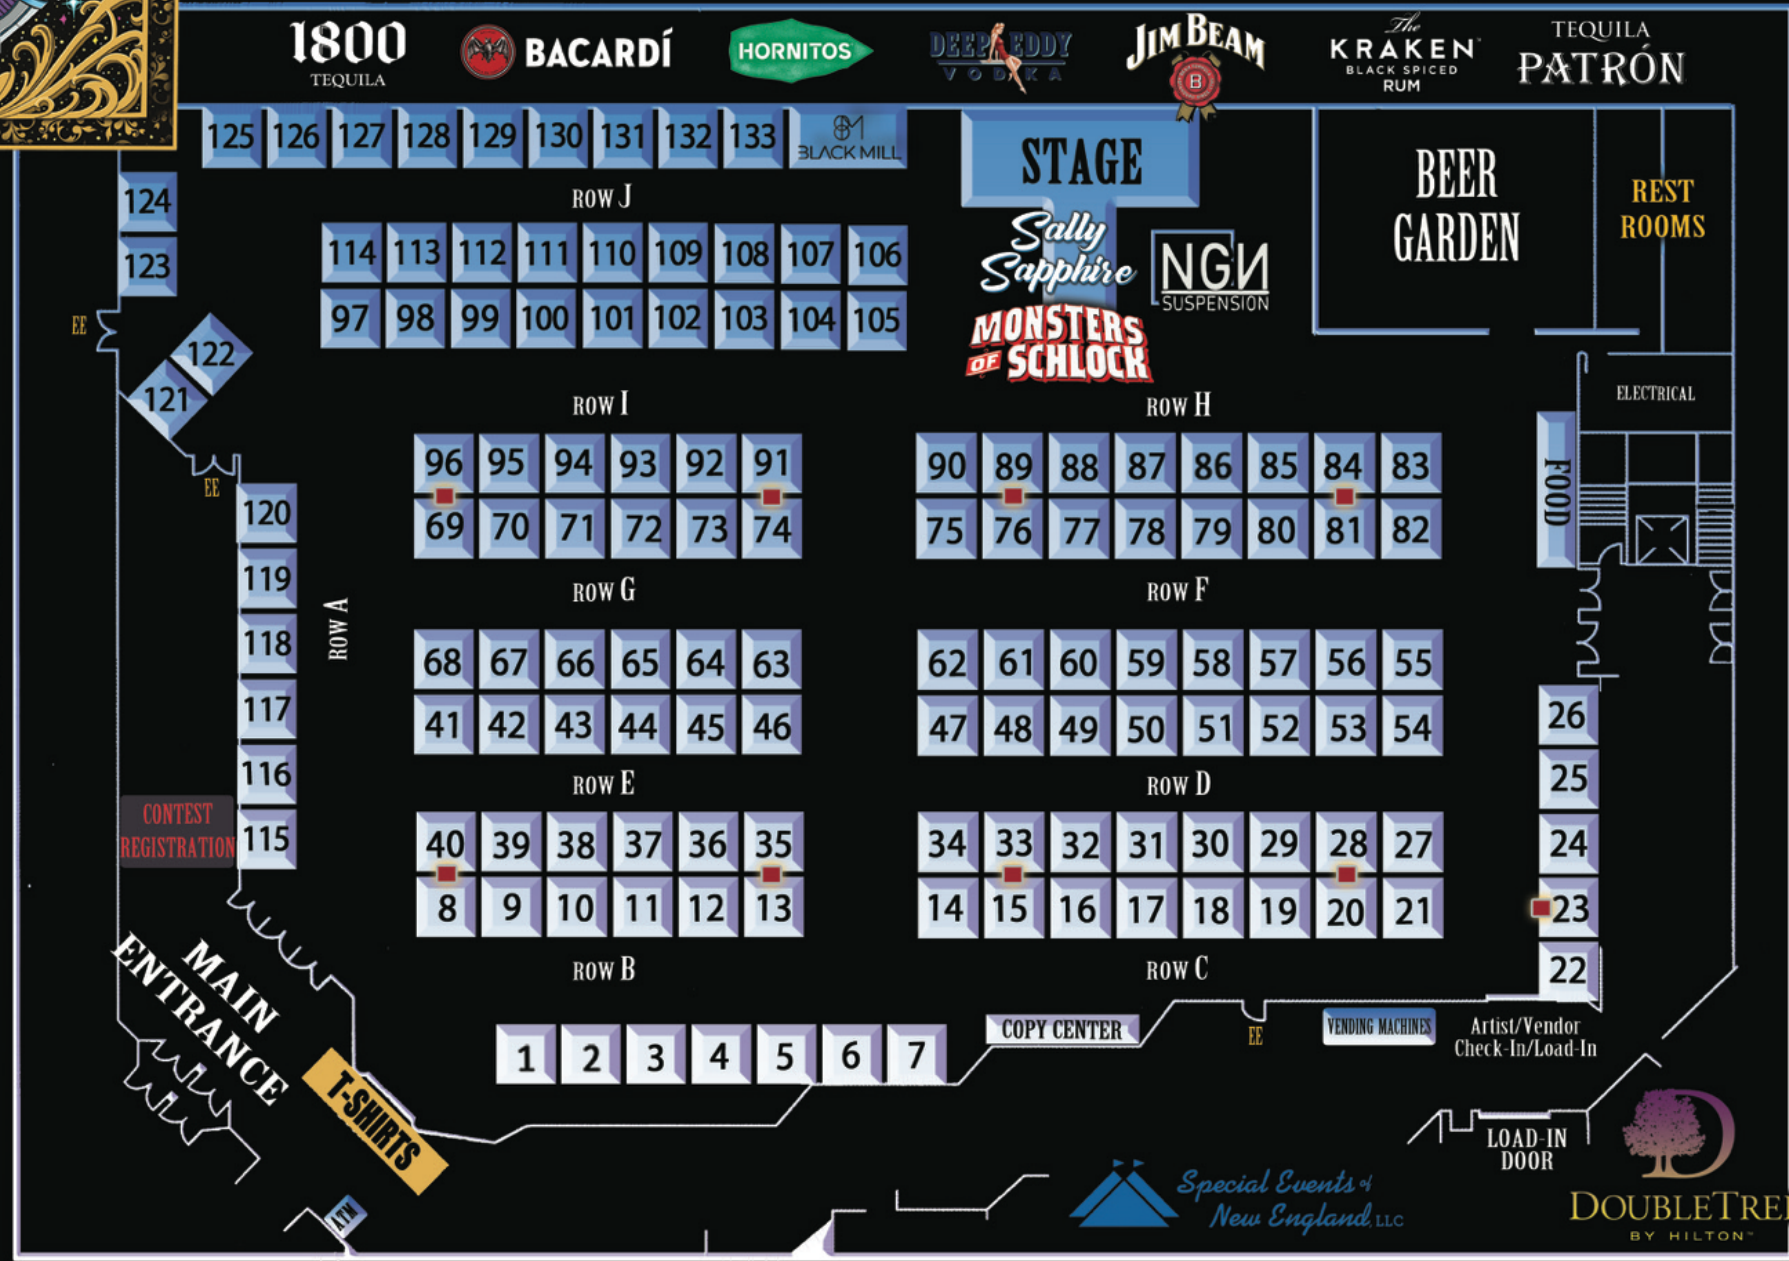 1800
TEQUILA
BACARDÍ
HORNITOS
DEEP EDDY
VODKA
JIM BEAM
B
The
KRAKEN
BLACK SPICED
RUM
TEQUILA
PATRÓN
125 126 127 128 129 130 131 132 133
BLACK MILL
STAGE
BEER
GARDEN
REST
ROOMS
124
123
ROW J
114 113 112 111 110 109 108 107 106
97 98 99 100 101 102 103 104 105
Sally
Sapphire
NGN
SUSPENSION
MONSTERS
OF SCHLOCK
EE
122
121
EE
ROW I
ROW H
ELECTRICAL
96 95 94 93 92 91
90 89 88 87 86 85 84 83
69 70 71 72 73 74
75 76 77 78 79 80 81 82
FOOD
120
119
118
117
116
115
ROW A
ROW G
ROW F
68 67 66 65 64 63
62 61 60 59 58 57 56 55
41 42 43 44 45 46
47 48 49 50 51 52 53 54
26
25
24
23
22
ROW E
ROW D
CONTEST
REGISTRATION
40 39 38 37 36 35
34 33 32 31 30 29 28 27
8 9 10 11 12 13
14 15 16 17 18 19 20 21
ROW B
ROW C
MAIN
ENTRANCE
1 2 3 4 5 6 7
COPY CENTER
EE
VENDING MACHINES
Artist/Vendor
Check-In/Load-In
T-SHIRTS
ATM
LOAD-IN
DOOR
Special Events of
New England, LLC
D
DOUBLETREE
BY HILTON™